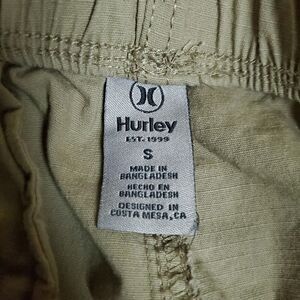 Hurley
EST. 1999
S
MADE IN
BANGLADESH
HECHO EN
BANGLADESH
DESIGNED IN
COSTA MESA, CA